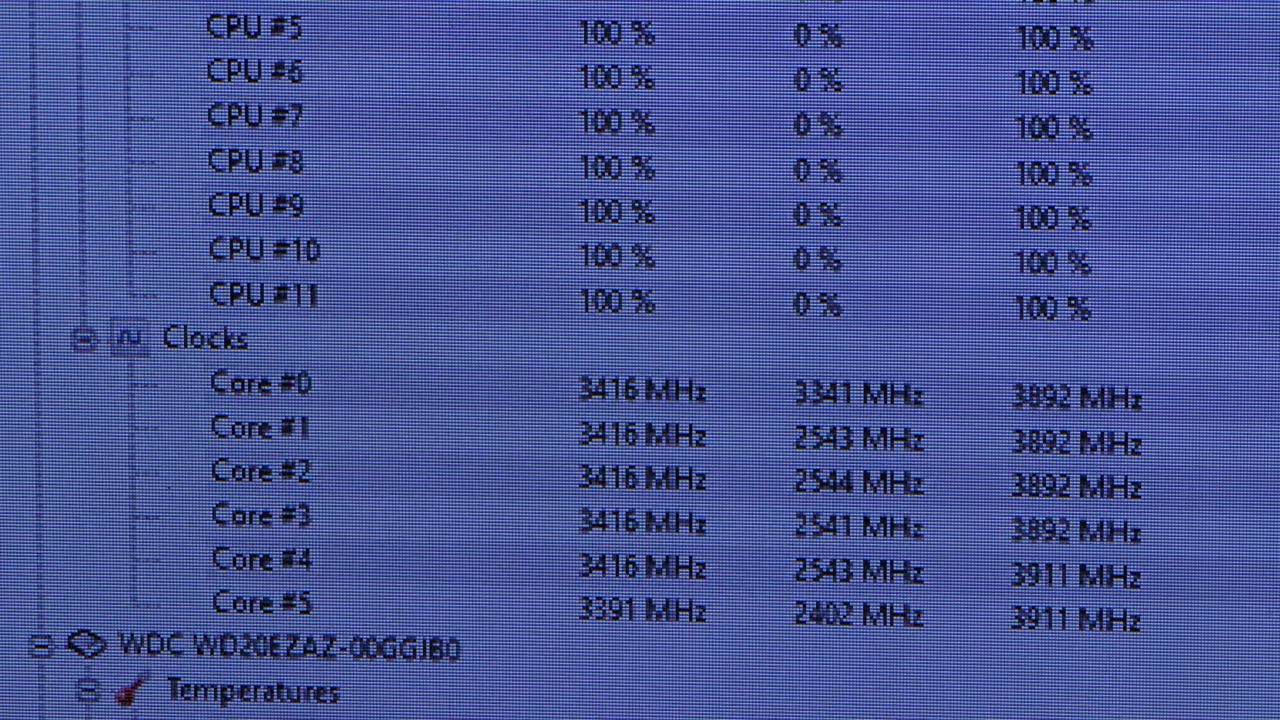 CPU #5 100 % 0 % 100 %
CPU #6 100 % 0 % 100 %
CPU #7 100 % 0 % 100 %
CPU #8 100 % 0 % 100 %
CPU #9 100 % 0 % 100 %
CPU #10 100 % 0 % 100 %
CPU #11 100 % 0 % 100 %
Clocks
Core #0 3416 MHz 3341 MHz 3892 MHz
Core #1 3416 MHz 2543 MHz 3892 MHz
Core #2 3416 MHz 2544 MHz 3892 MHz
Core #3 3416 MHz 2541 MHz 3892 MHz
Core #4 3416 MHz 2543 MHz 3911 MHz
Core #5 3391 MHz 2402 MHz 3911 MHz
WDC WD20EZAZ-00GGJB0
Temperatures